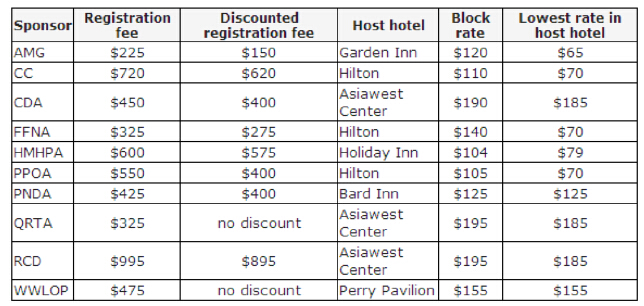 Sponsor Registration fee Discounted registration fee Host hotel Block rate Lowest rate in host hotel
AMG $225 $150 Garden Inn $120 $65
CC $720 $620 Hilton $110 $70
CDA $450 $400 Asiawest Center $190 $185
FFNA $325 $275 Hilton $140 $70
HMHPA $600 $575 Holiday Inn $104 $79
PPOA $550 $400 Hilton $105 $70
PNDA $425 $400 Bard Inn $125 $125
QRTA $325 no discount Asiawest Center $195 $185
RCD $995 $895 Asiawest Center $195 $185
WWLOP $475 no discount Perry Pavilion $155 $155